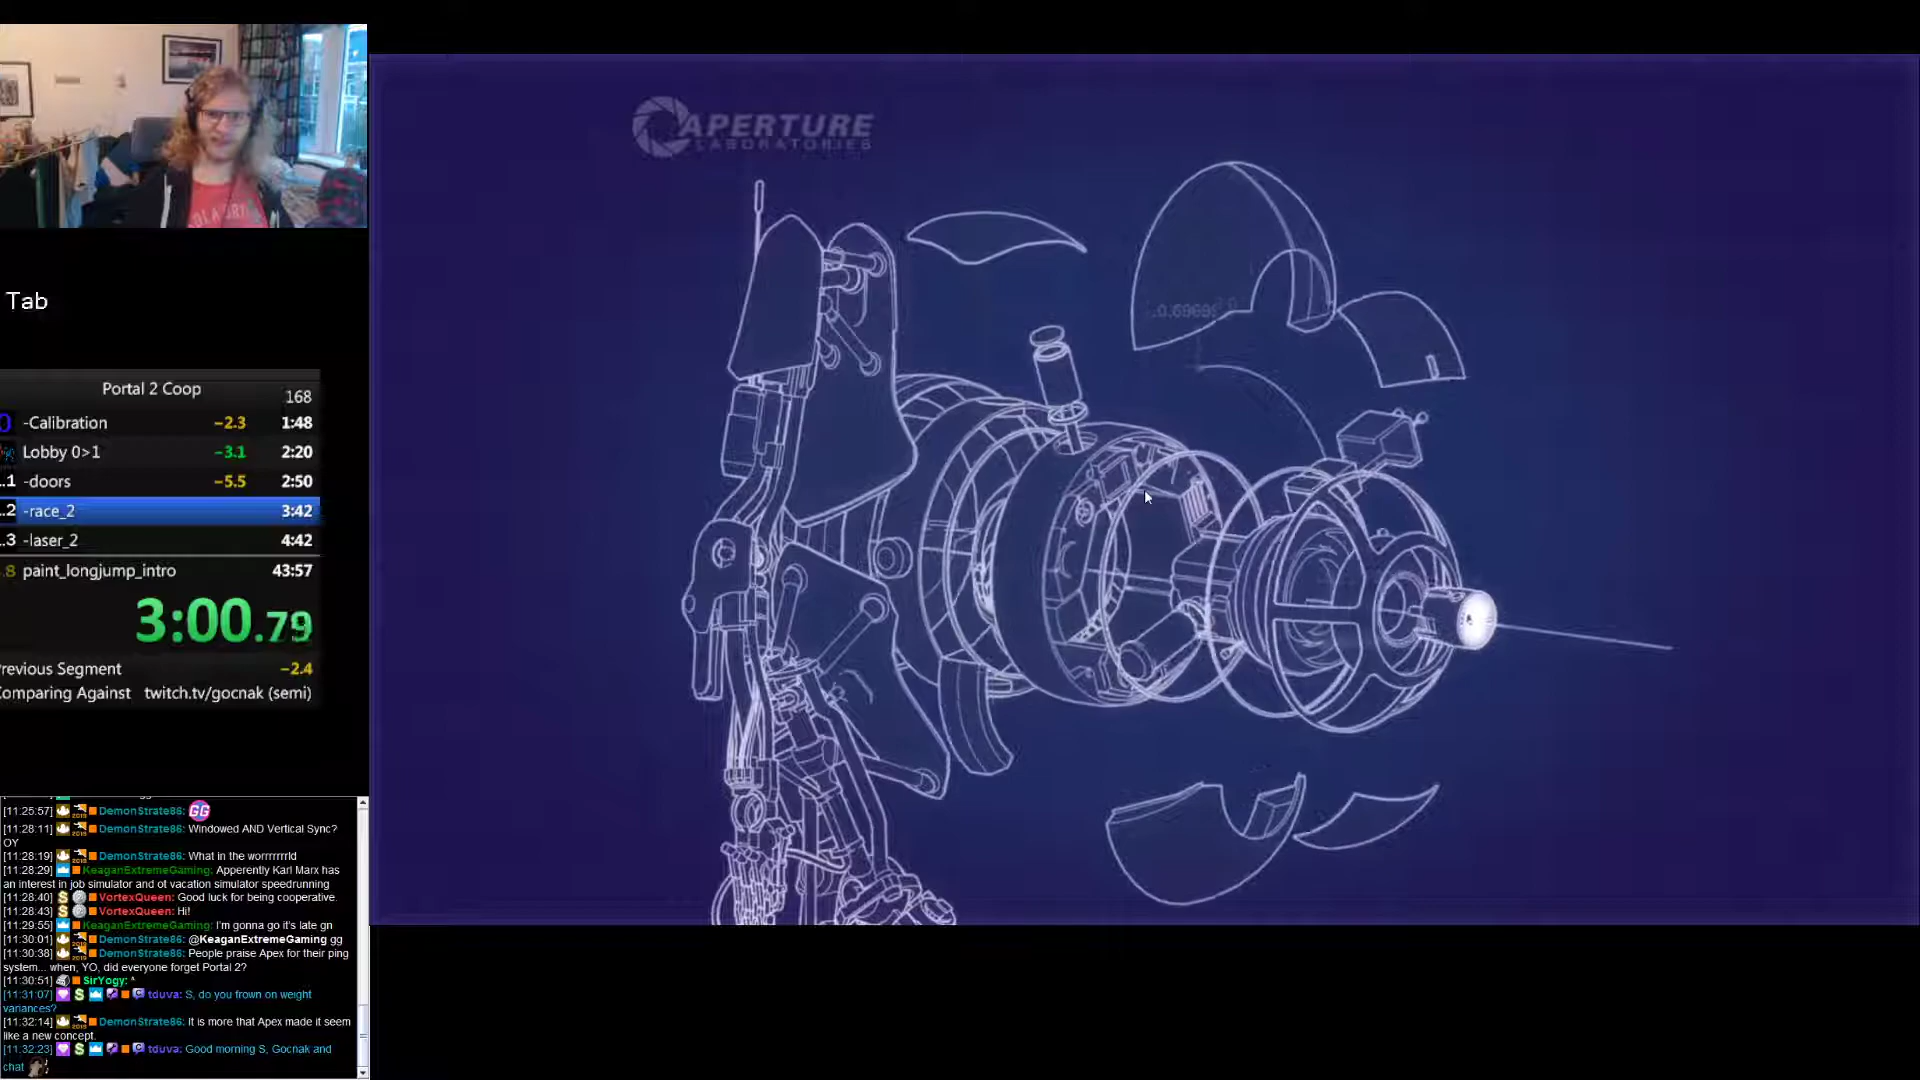 APERTURE
LABORATORIES
Tab
Portal 2 Coop
168
-Calibration −2.3 1:48
Lobby 0>1 −3.1 2:20
.1 -doors −5.5 2:50
.2 -race_2 3:42
.3 -laser_2 4:42
.8 paint_longjump_intro 43:57
3:00.79
revious Segment −2.4
omparing Against twitch.tv/gocnak (semi)
[11:25:57] DemonStrate86: GG
[11:28:11] DemonStrate86: Windowed AND Vertical Sync?
OY
[11:28:19] DemonStrate86: What in the worrrrrrrld
[11:28:29] KeaganExtremeGaming: Apperently Karl Marx has
an interest in job simulator and ot vacation simulator speedrunning
[11:28:40] VortexQueen: Good luck for being cooperative.
[11:28:43] VortexQueen: Hi!
[11:29:55] KeaganExtremeGaming: I'm gonna go it's late gn
[11:30:01] DemonStrate86: @KeaganExtremeGaming gg
[11:30:38] DemonStrate86: People praise Apex for their ping
system... when, YO, did everyone forget Portal 2?
[11:30:51] SirYogy: ^
[11:31:07] tduva: S, do you frown on weight
variances?
[11:32:14] DemonStrate86: It is more that Apex made it seem
like a new concept.
[11:32:23] tduva: Good morning S, Gocnak and
chat